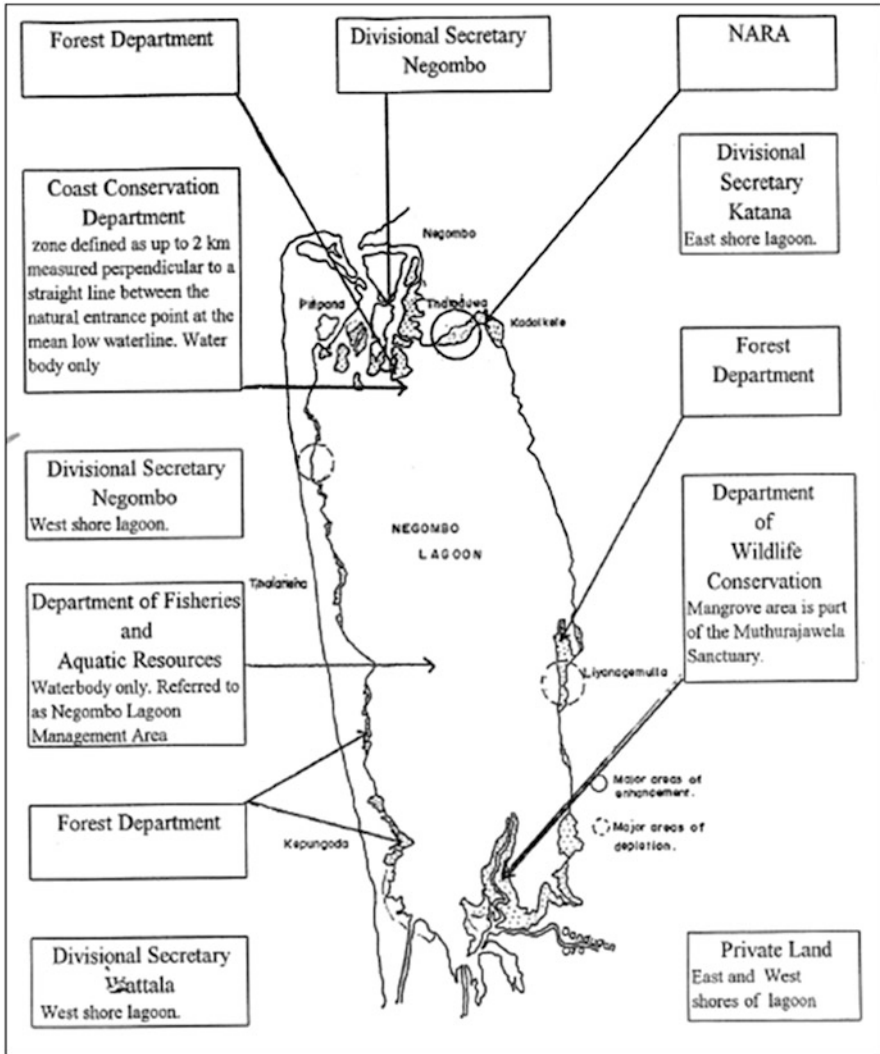 Forest Department
Divisional Secretary
Negombo
NARA
Coast Conservation
Department
zone defined as up to 2 km
measured perpendicular to a
straight line between the
natural entrance point at the
mean low waterline. Water
body only
Divisional
Secretary
Katana
East shore lagoon.
Negombo
Pitipana
Kadolkele
Forest
Department
Divisional Secretary
Negombo
West shore lagoon.
NEGOMBO
LAGOON
Department
of
Wildlife
Conservation
Mangrove area is part
of the Muthurajawela
Sanctuary.
Department of Fisheries
and
Aquatic Resources
Waterbody only. Referred to
as Negombo Lagoon
Management Area
Liyanagemulla
Major areas of
enhancement.
Major areas of
depletion.
Forest Department
Kepungoda
Dandugan
Oya
Divisional Secretary
Wattala
West shore lagoon.
Private Land
East and West
shores of lagoon